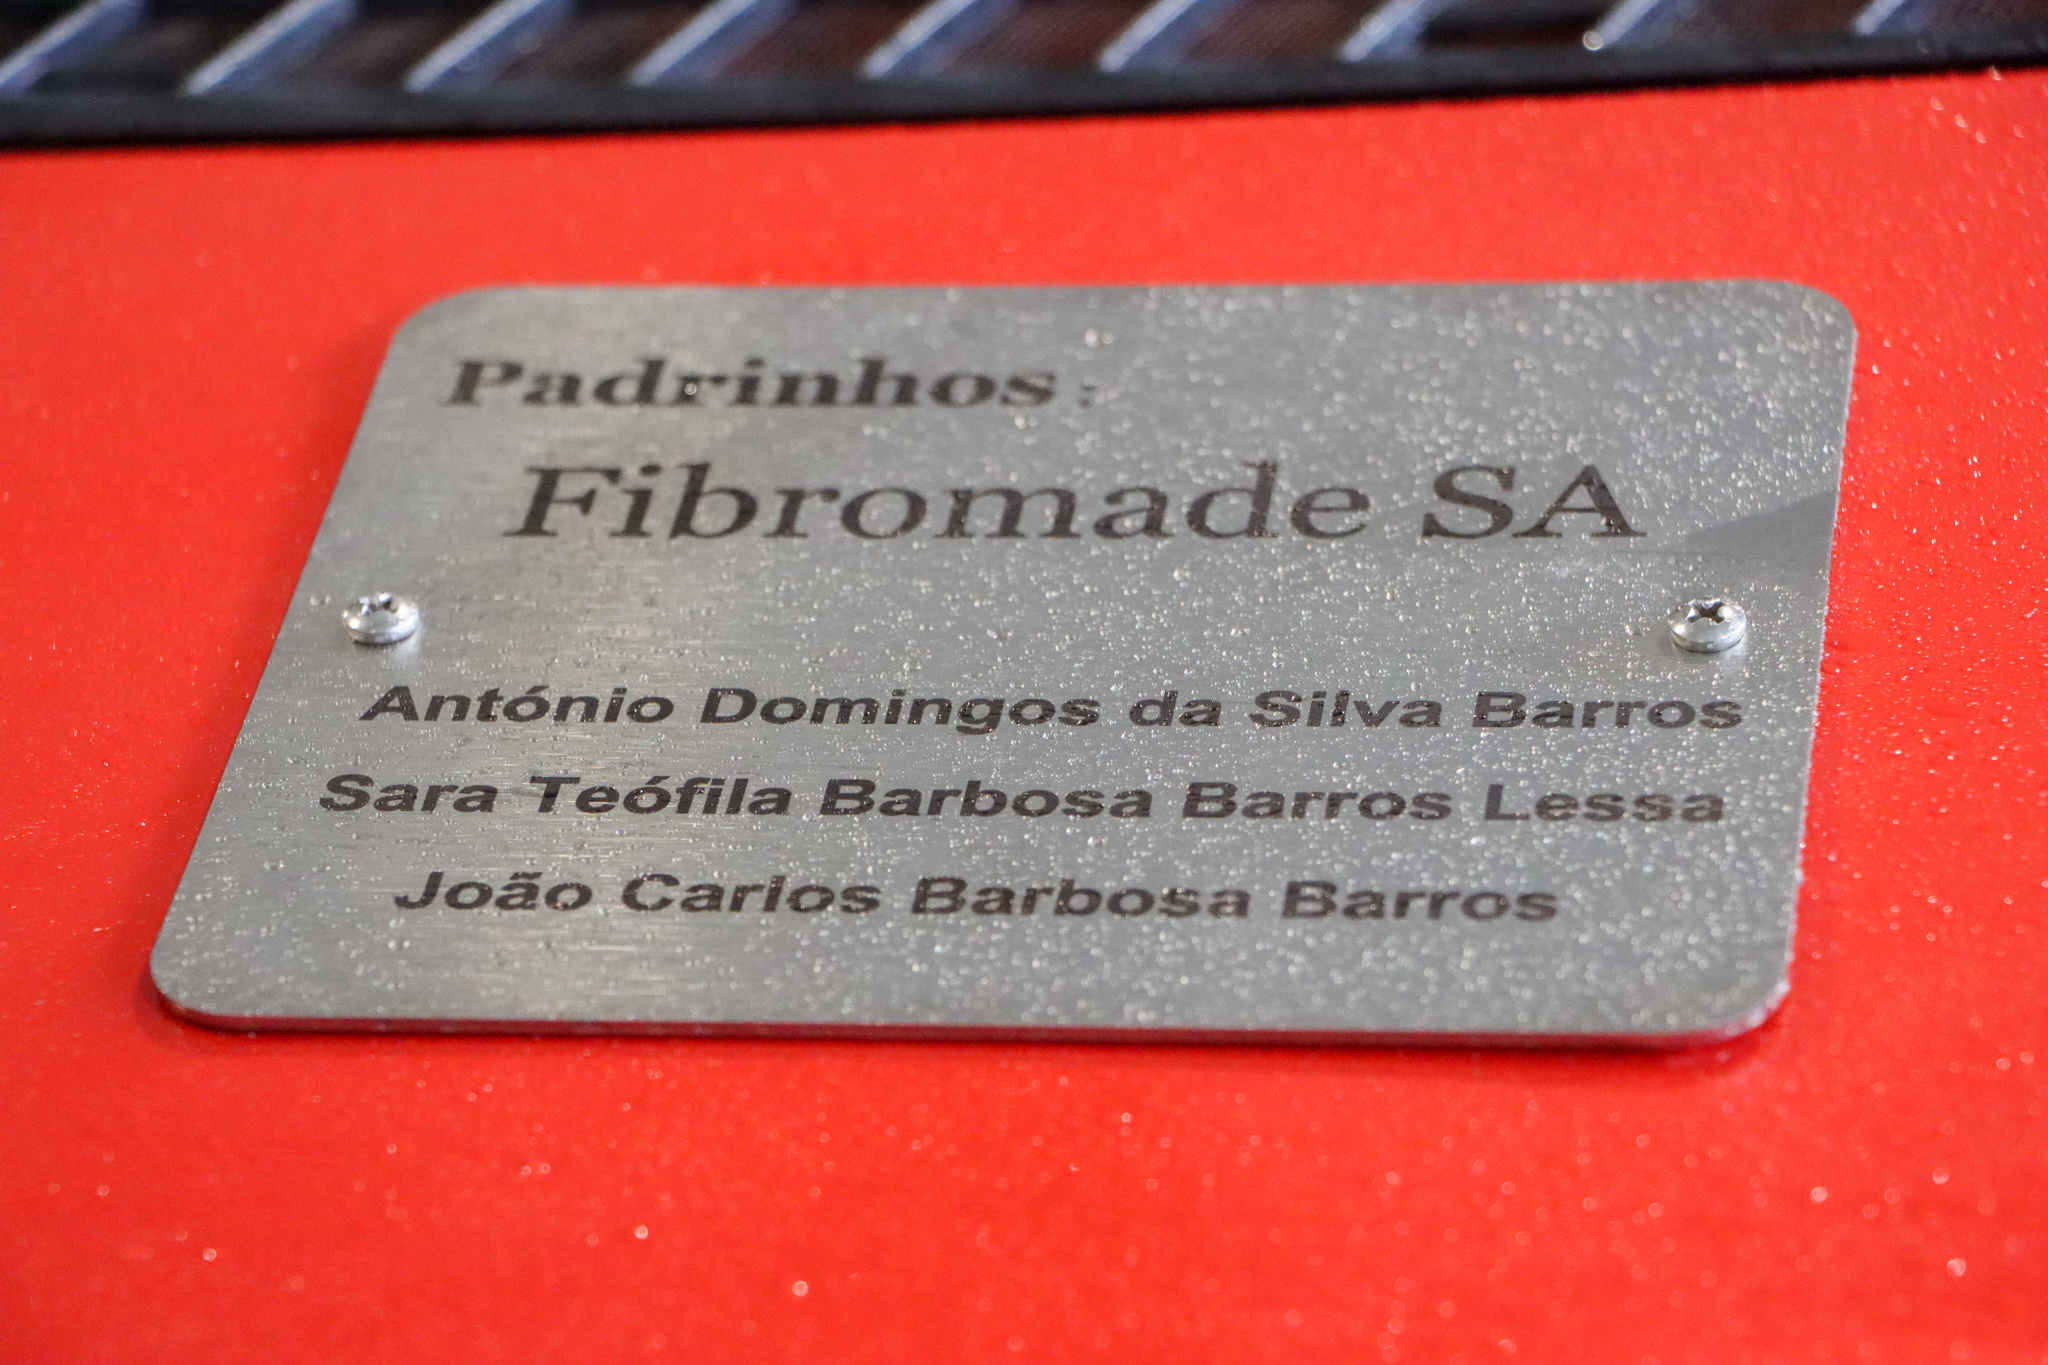 Padrinhos:
Fibromade SA
António Domingos da Silva Barros
Sara Teófila Barbosa Barros Lessa
João Carlos Barbosa Barros